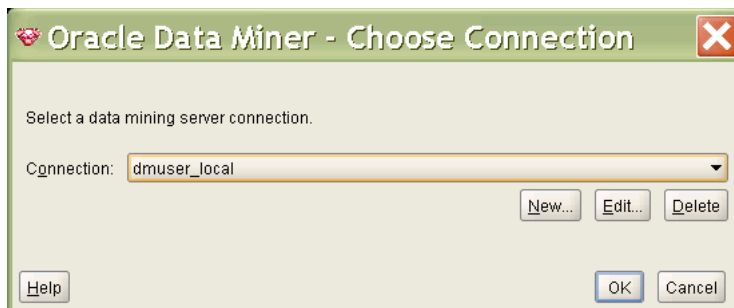 Oracle Data Miner - Choose Connection
Select a data mining server connection.
Connection: dmuser_local
New... Edit... Delete
Help OK Cancel